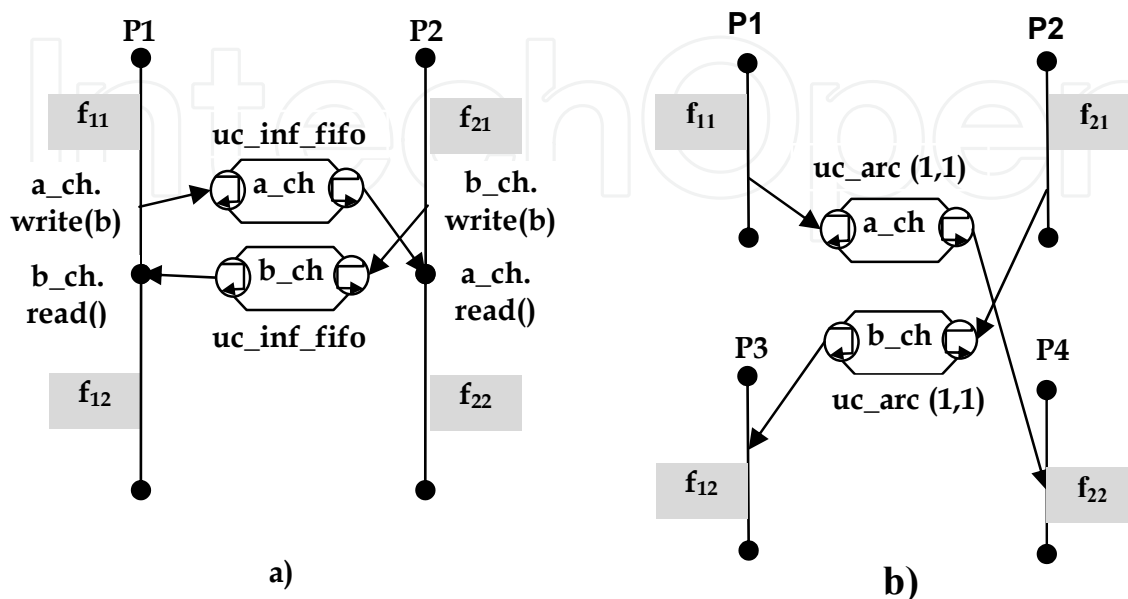 IntechOpen
P1
P2
f11
f21
uc_inf_fifo
a_ch
a_ch.
write(b)
b_ch.
write(b)
b_ch
b_ch.
read()
a_ch.
read()
uc_inf_fifo
f12
f22
a)
P1
P2
f11
f21
uc_arc (1,1)
a_ch
b_ch
P3
P4
uc_arc (1,1)
f12
f22
b)